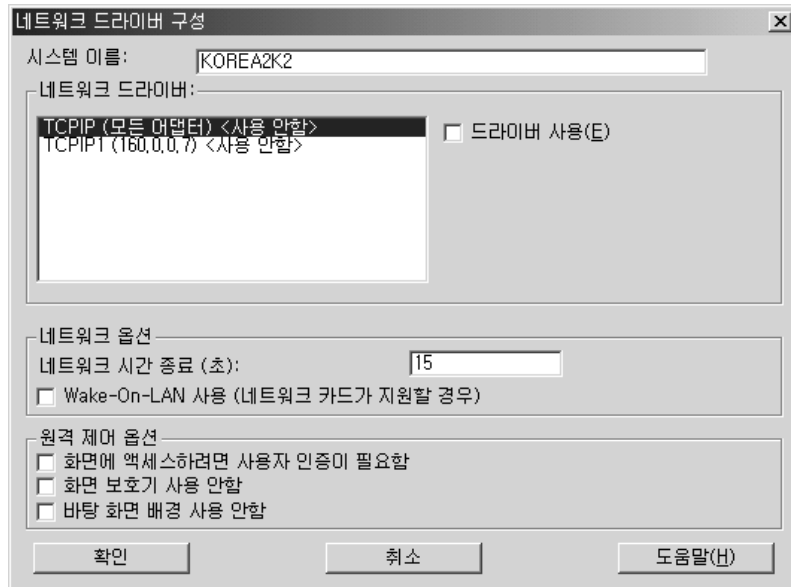 네트워크 드라이버 구성
시스템 이름: KOREA2K2
네트워크 드라이버:
TCPIP (모든 어댑터) <사용 안함>
드라이버 사용(E)
TCPIP1 (160,0,0,7) <사용 안함>
네트워크 옵션
네트워크 시간 종료 (초): 15
Wake-On-LAN 사용 (네트워크 카드가 지원할 경우)
원격 제어 옵션
화면에 액세스하려면 사용자 인증이 필요함
화면 보호기 사용 안함
바탕 화면 배경 사용 안함
확인 취소 도움말(H)